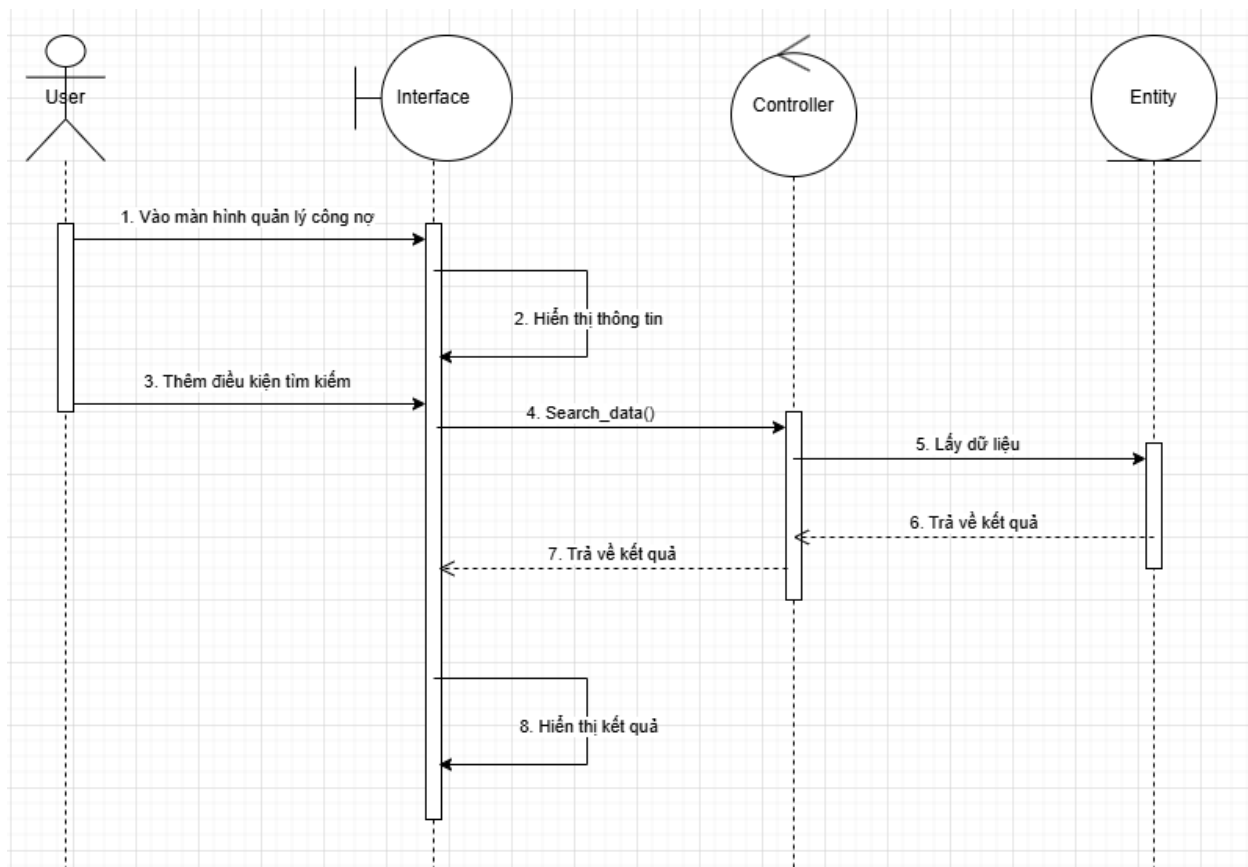 User
Interface
Controller
Entity
1. Vào màn hình quản lý công nợ
2. Hiển thị thông tin
3. Thêm điều kiện tìm kiếm
4. Search_data()
5. Lấy dữ liệu
6. Trả về kết quả
7. Trả về kết quả
8. Hiển thị kết quả